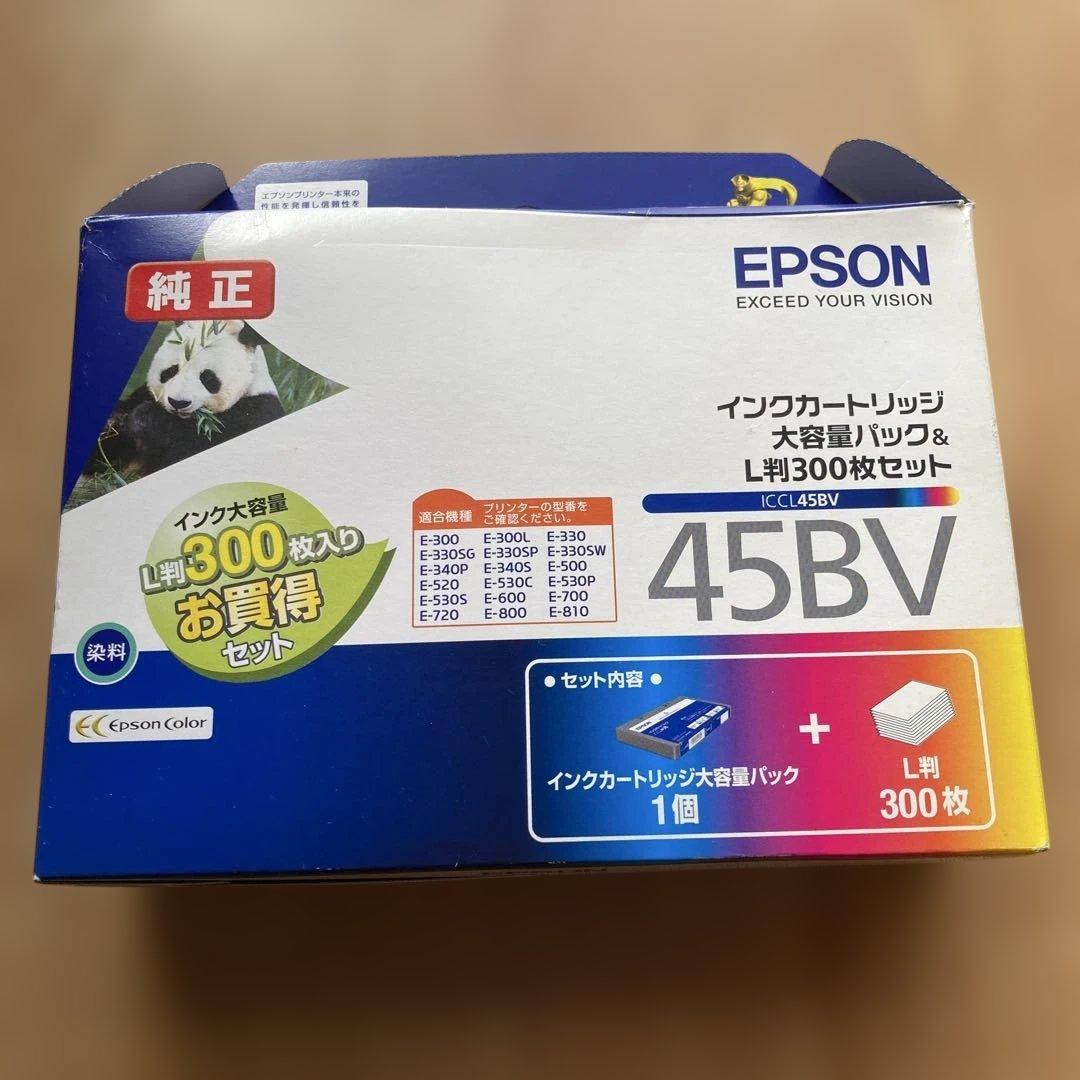 エプソンプリンター本来の
性能を発揮し信頼性を
純正
EPSON
EXCEED YOUR VISION
インクカートリッジ
大容量パック&
L判300枚セット
ICCL45BV
45BV
インク大容量
L判300枚入り
お買得
セット
適合機種 プリンターの型番をご確認ください。
E-300 E-300L E-330
E-330SG E-330SP E-330SW
E-340P E-340S E-500
E-520 E-530C E-530P
E-530S E-600 E-700
E-720 E-800 E-810
染料
Epson Color
●セット内容●
EPSON
インクカートリッジ大容量パック
1個
+
L判
300枚